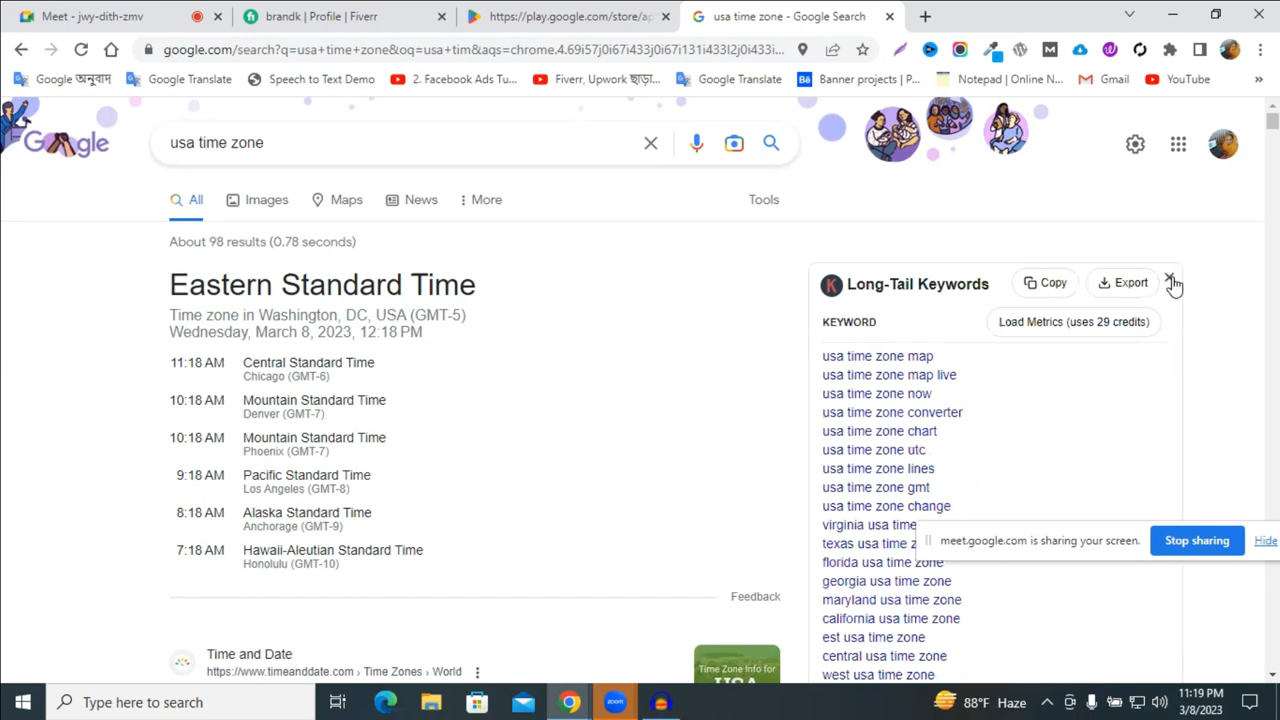 Meet - jwy-dith-zmv
brandk | Profile | Fiverr
https://play.google.com/store/ap
usa time zone - Google Search
google.com/search?q=usa+time+zone&oq=usa+tim&aqs=chrome.4.69i57j0i67i433j0i67i131i433l2j0i433j...
Google অনুবাদ
Google Translate
Speech to Text Demo
2. Facebook Ads Tu...
Fiverr, Upwork ছাড়া...
Google Translate
Banner projects | P...
Notepad | Online N...
Gmail
YouTube
Google
usa time zone
All
Images
Maps
News
More
Tools
About 98 results (0.78 seconds)
Eastern Standard Time
Time zone in Washington, DC, USA (GMT-5)
Wednesday, March 8, 2023, 12:18 PM
11:18 AM Central Standard Time
Chicago (GMT-6)
10:18 AM Mountain Standard Time
Denver (GMT-7)
10:18 AM Mountain Standard Time
Phoenix (GMT-7)
9:18 AM Pacific Standard Time
Los Angeles (GMT-8)
8:18 AM Alaska Standard Time
Anchorage (GMT-9)
7:18 AM Hawaii-Aleutian Standard Time
Honolulu (GMT-10)
Feedback
Time and Date
https://www.timeanddate.com › Time Zones › World
Time Zone Info for
USA
K Long-Tail Keywords
Copy
Export
KEYWORD
Load Metrics (uses 29 credits)
usa time zone map
usa time zone map live
usa time zone now
usa time zone converter
usa time zone chart
usa time zone utc
usa time zone lines
usa time zone gmt
usa time zone change
virginia usa time
texas usa time z
florida usa time zone
georgia usa time zone
maryland usa time zone
california usa time zone
est usa time zone
central usa time zone
west usa time zone
meet.google.com is sharing your screen.
Stop sharing
Hide
Type here to search
zoom
88°F Haze
11:19 PM
3/8/2023